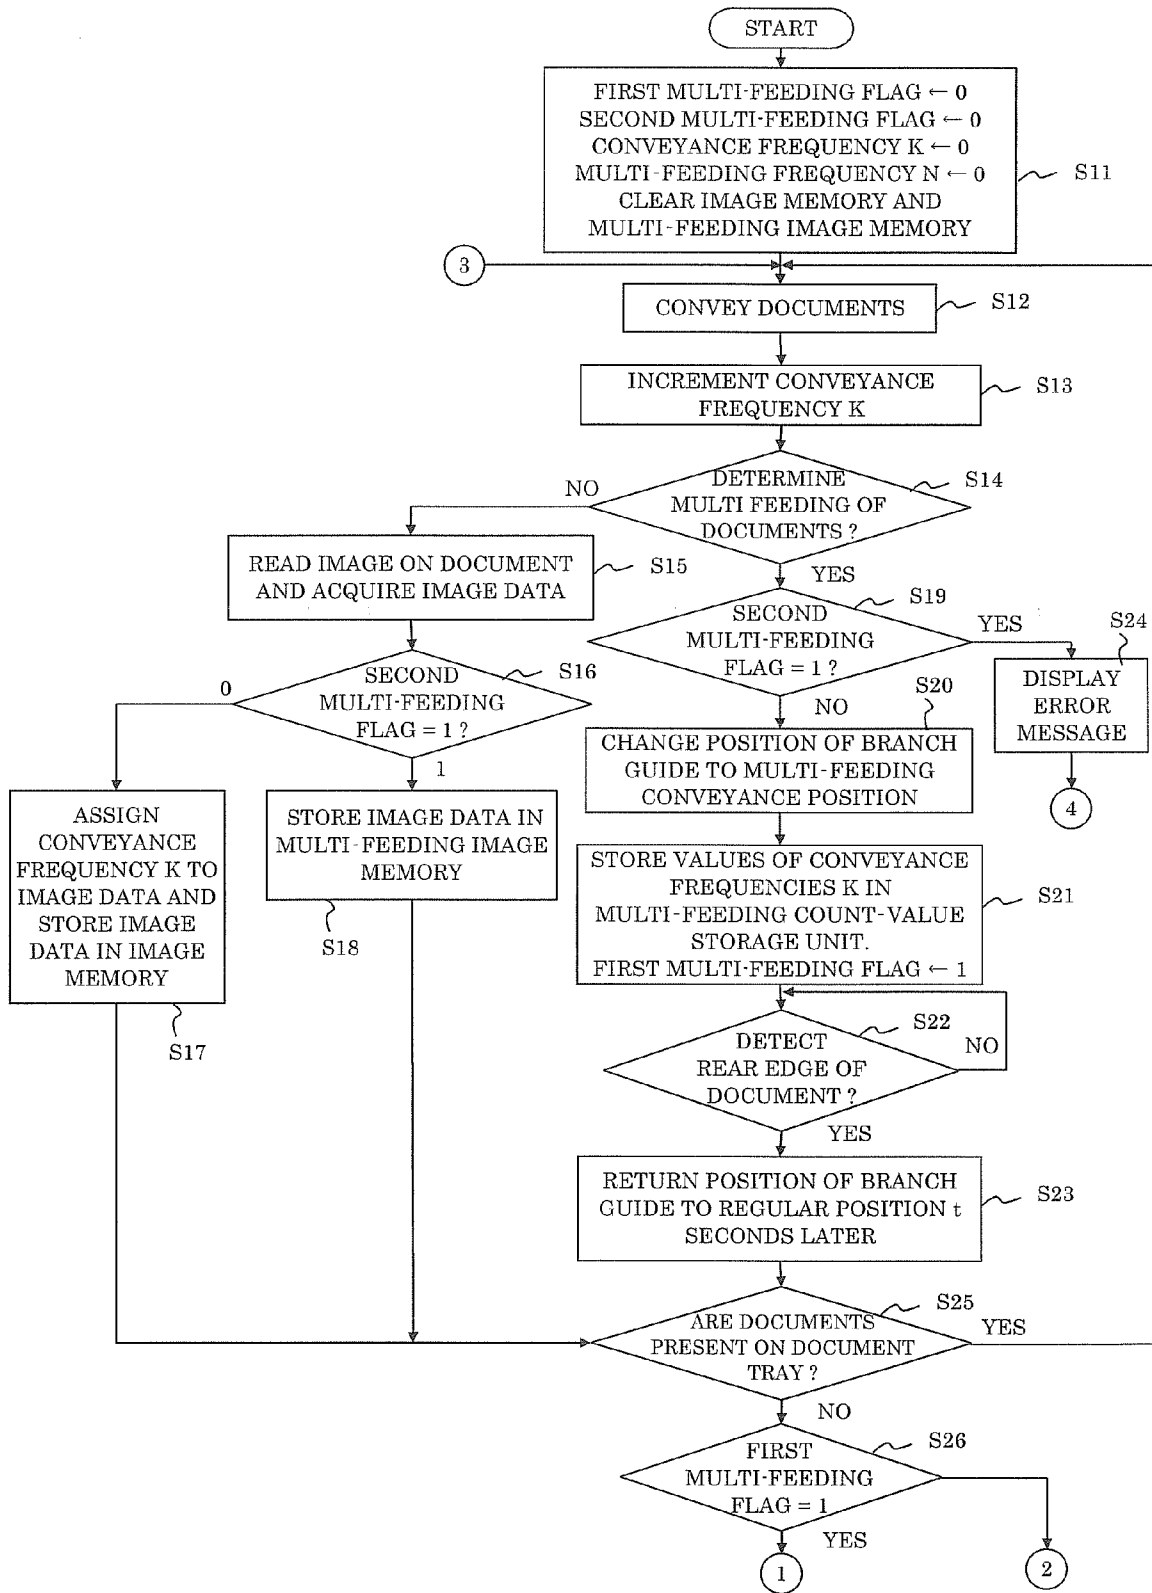 START
FIRST MULTI-FEEDING FLAG ← 0
SECOND MULTI-FEEDING FLAG ← 0
CONVEYANCE FREQUENCY K ← 0
MULTI-FEEDING FREQUENCY N ← 0
CLEAR IMAGE MEMORY AND
MULTI-FEEDING IMAGE MEMORY
S11
3
CONVEY DOCUMENTS
S12
INCREMENT CONVEYANCE
FREQUENCY K
S13
DETERMINE
MULTI FEEDING OF
DOCUMENTS ?
S14
NO
YES
READ IMAGE ON DOCUMENT
AND ACQUIRE IMAGE DATA
S15
SECOND
MULTI-FEEDING
FLAG = 1 ?
S16
0
1
ASSIGN
CONVEYANCE
FREQUENCY K TO
IMAGE DATA AND
STORE IMAGE
DATA IN IMAGE
MEMORY
S17
STORE IMAGE DATA IN
MULTI-FEEDING IMAGE
MEMORY
S18
SECOND
MULTI-FEEDING
FLAG = 1 ?
S19
YES
NO
S24
DISPLAY
ERROR
MESSAGE
4
S20
CHANGE POSITION OF BRANCH
GUIDE TO MULTI-FEEDING
CONVEYANCE POSITION
STORE VALUES OF CONVEYANCE
FREQUENCIES K IN
MULTI-FEEDING COUNT-VALUE
STORAGE UNIT.
FIRST MULTI-FEEDING FLAG ← 1
S21
DETECT
REAR EDGE OF
DOCUMENT ?
S22
NO
YES
RETURN POSITION OF BRANCH
GUIDE TO REGULAR POSITION t
SECONDS LATER
S23
ARE DOCUMENTS
PRESENT ON DOCUMENT
TRAY ?
S25
YES
NO
FIRST
MULTI-FEEDING
FLAG = 1
S26
YES
1
2